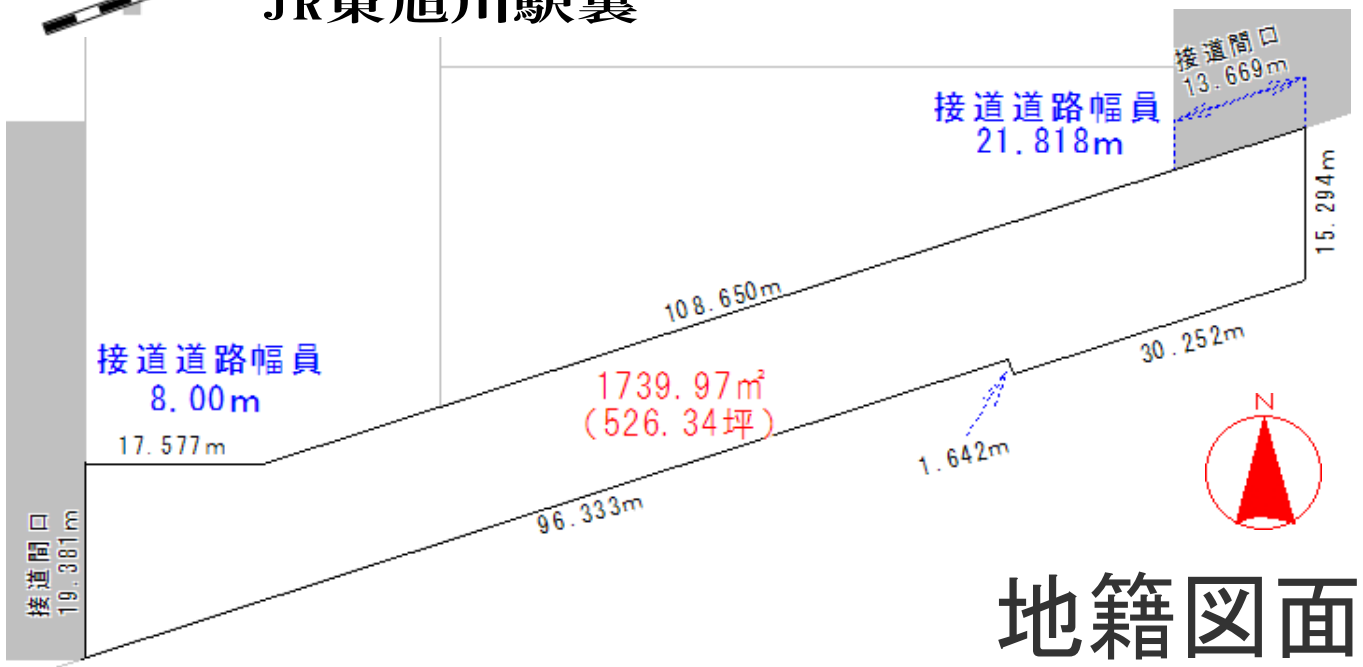 JR東旭川駅裏
接道間口
13.669m
接道道路幅員
21.818m
15.294m
108.650m
接道道路幅員
8.00m
1739.97㎡
(526.34坪)
30.252m
17.577m
1.642m
N
96.333m
接道間口
19.381m
地籍図面